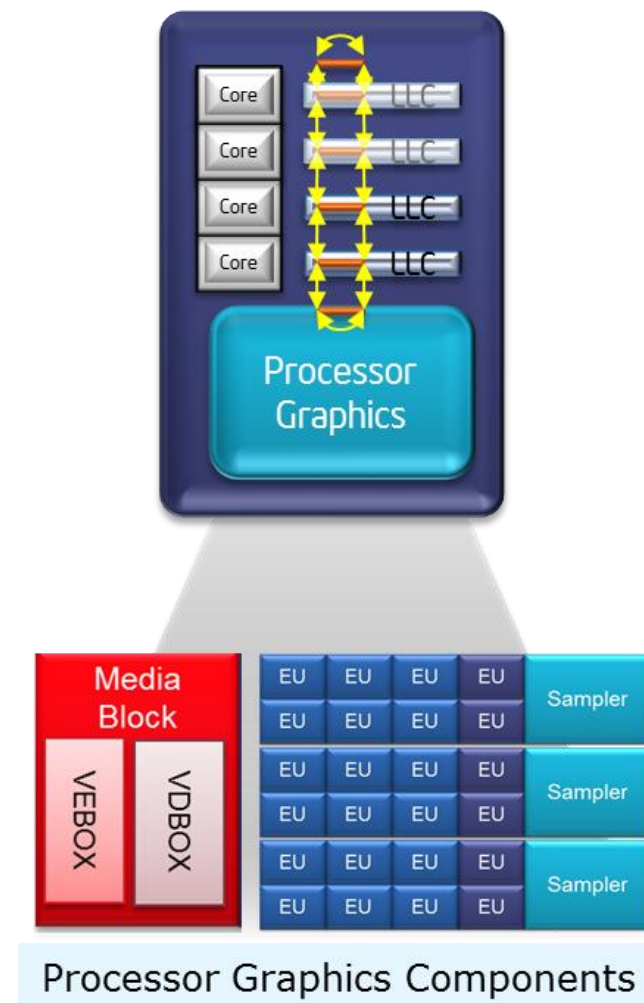 Core LLC
Core LLC
Core LLC
Core LLC
Processor
Graphics
Media
Block
VEBOX
VDBOX
EU EU EU EU Sampler
EU EU EU EU
EU EU EU EU Sampler
EU EU EU EU
EU EU EU EU Sampler
EU EU EU EU
Processor Graphics Components